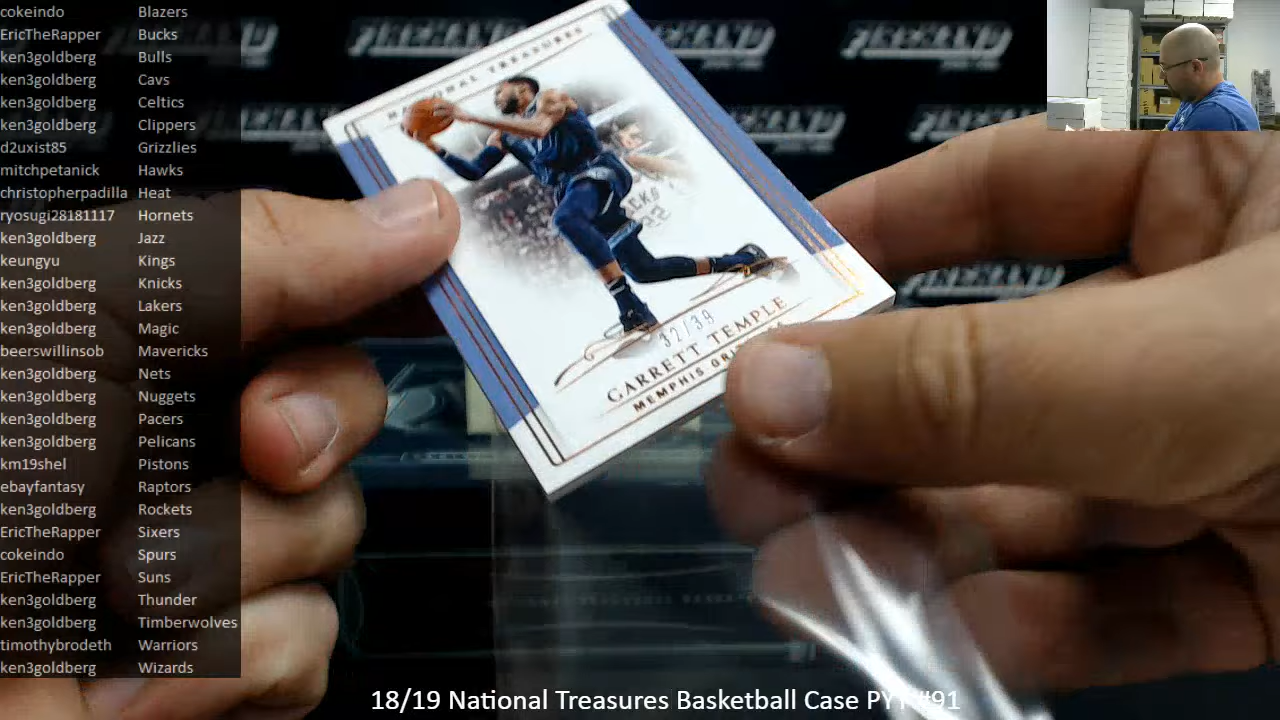 cokeindo Blazers
EricTheRapper Bucks
ken3goldberg Bulls
ken3goldberg Cavs
ken3goldberg Celtics
ken3goldberg Clippers
d2uxist85 Grizzlies
mitchpetanick Hawks
christopherpadilla Heat
ryosugi28181117 Hornets
ken3goldberg Jazz
keungyu Kings
ken3goldberg Knicks
ken3goldberg Lakers
ken3goldberg Magic
beerswillinsob Mavericks
ken3goldberg Nets
ken3goldberg Nuggets
ken3goldberg Pacers
ken3goldberg Pelicans
km19shel Pistons
ebayfantasy Raptors
ken3goldberg Rockets
EricTheRapper Sixers
cokeindo Spurs
EricTheRapper Suns
ken3goldberg Thunder
ken3goldberg Timberwolves
timothybrodeth Warriors
ken3goldberg Wizards
NATIONAL TREASURES
32/39
GARRETT TEMPLE
MEMPHIS
18/19 National Treasures Basketball Case PYT #91